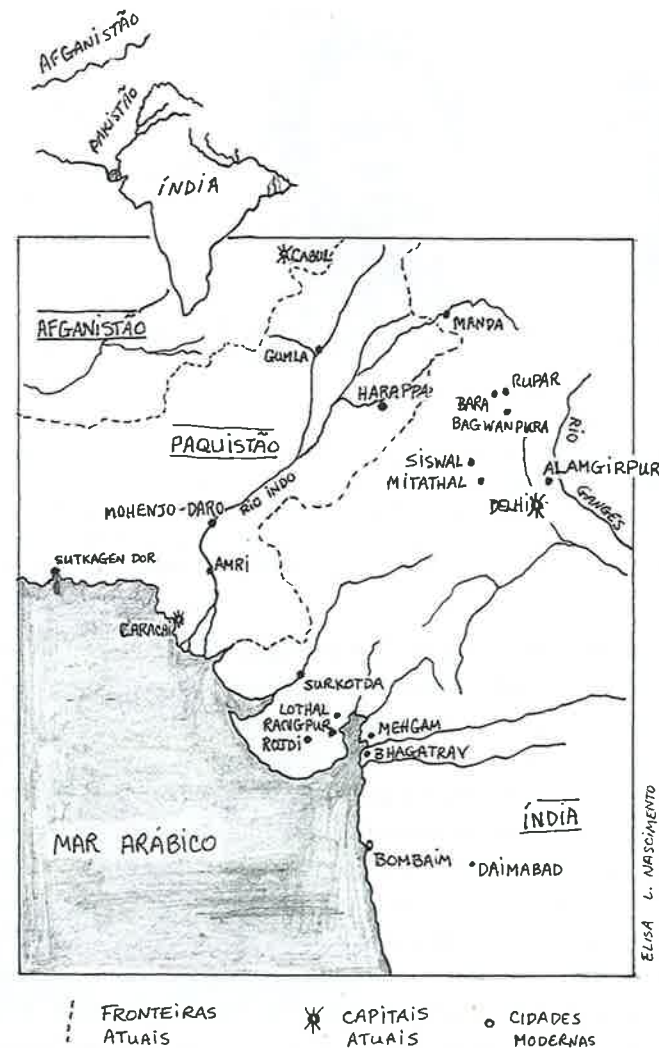 AFGANISTÃO
PAKISTÃO
ÍNDIA
CABUL
AFGANISTÃO
MANDA
GUMLA
HARAPPA
RUPAR
BARA
BAGWANPURA
RIO
PAQUISTÃO
SISWAL
ALAMGIRPUR
MITATHAL
RIO INDO
DELHI
GANGES
MOHENJO-DARO
SUTKAGEN DOR
AMRI
CARACHI
SURKOTDA
LOTHAL
RANGPUR
MEHGAM
ROJDI
BHAGATRAV
ÍNDIA
MAR ARÁBICO
BOMBAIM
DAIMABAD
ELISA L. NASCIMENTO
FRONTEIRAS
ATUAIS
CAPITAIS
ATUAIS
CIDADES
MODERNAS